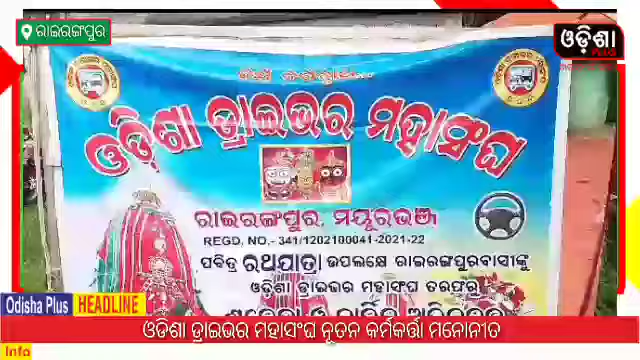 ରାଇରଙ୍ଗପୁର
ଓଡ଼ିଶା
ଓଡ଼ିଶା ଡ୍ରାଇଭର ମହାସଂଘ
ରାଇରଙ୍ଗପୁର, ମୟୂରଭଞ୍ଜ
REGD, NO.- 341/1202100041-2021-22
ପବିତ୍ର ରଥଯାତ୍ରା ଉପଲକ୍ଷେ ରାଇରଙ୍ଗପୁରବାସୀଙ୍କୁ
ଓଡ଼ିଶା ଡ୍ରାଇଭର ମହାସଂଘ ତରଫରୁ
Odisha Plus HEADLINE
ଓଡିଶା ଡ୍ରାଇଭର ମହାସଂଘ ନୂତନ କର୍ମକର୍ତ୍ତା ମନୋନୀତ
Info